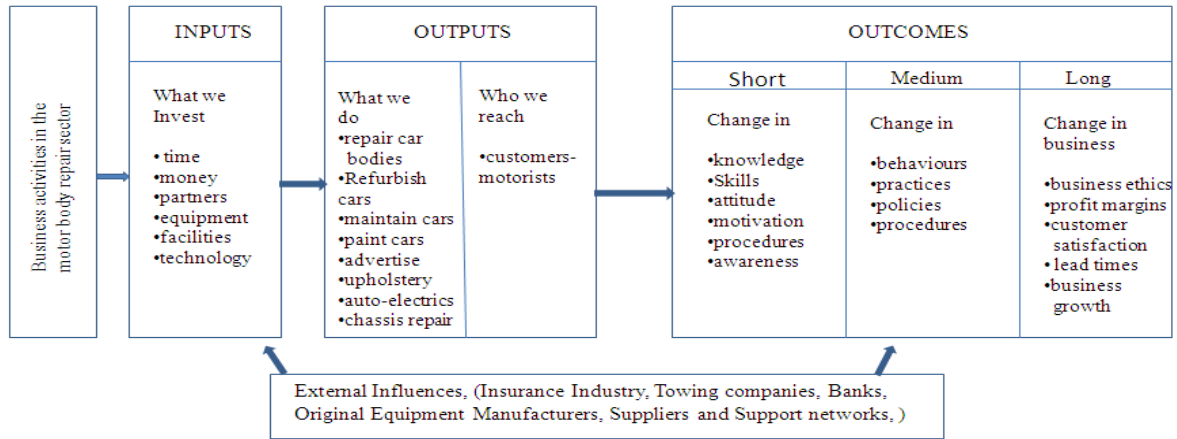 Business activities in the
motor body repair sector
INPUTS
What we
Invest
• time
•money
•partners
•equipment
•facilities
•technology
OUTPUTS
What we
do
•repair car
bodies
•Refurbish
cars
•maintain cars
•paint cars
•advertise
•upholstery
•auto-electrics
•chassis repair
Who we
reach
•customers-
motorists
OUTCOMES
Short
Change in
•knowledge
•Skills
•attitude
•motivation
•procedures
•awareness
Medium
Change in
•behaviours
•practices
•policies
•procedures
Long
Change in
business
•business ethics
•profit margins
•customer
satisfaction
• lead times
•business
growth
External Influences, (Insurance Industry, Towing companies, Banks,
Original Equipment Manufacturers, Suppliers and Support networks, )